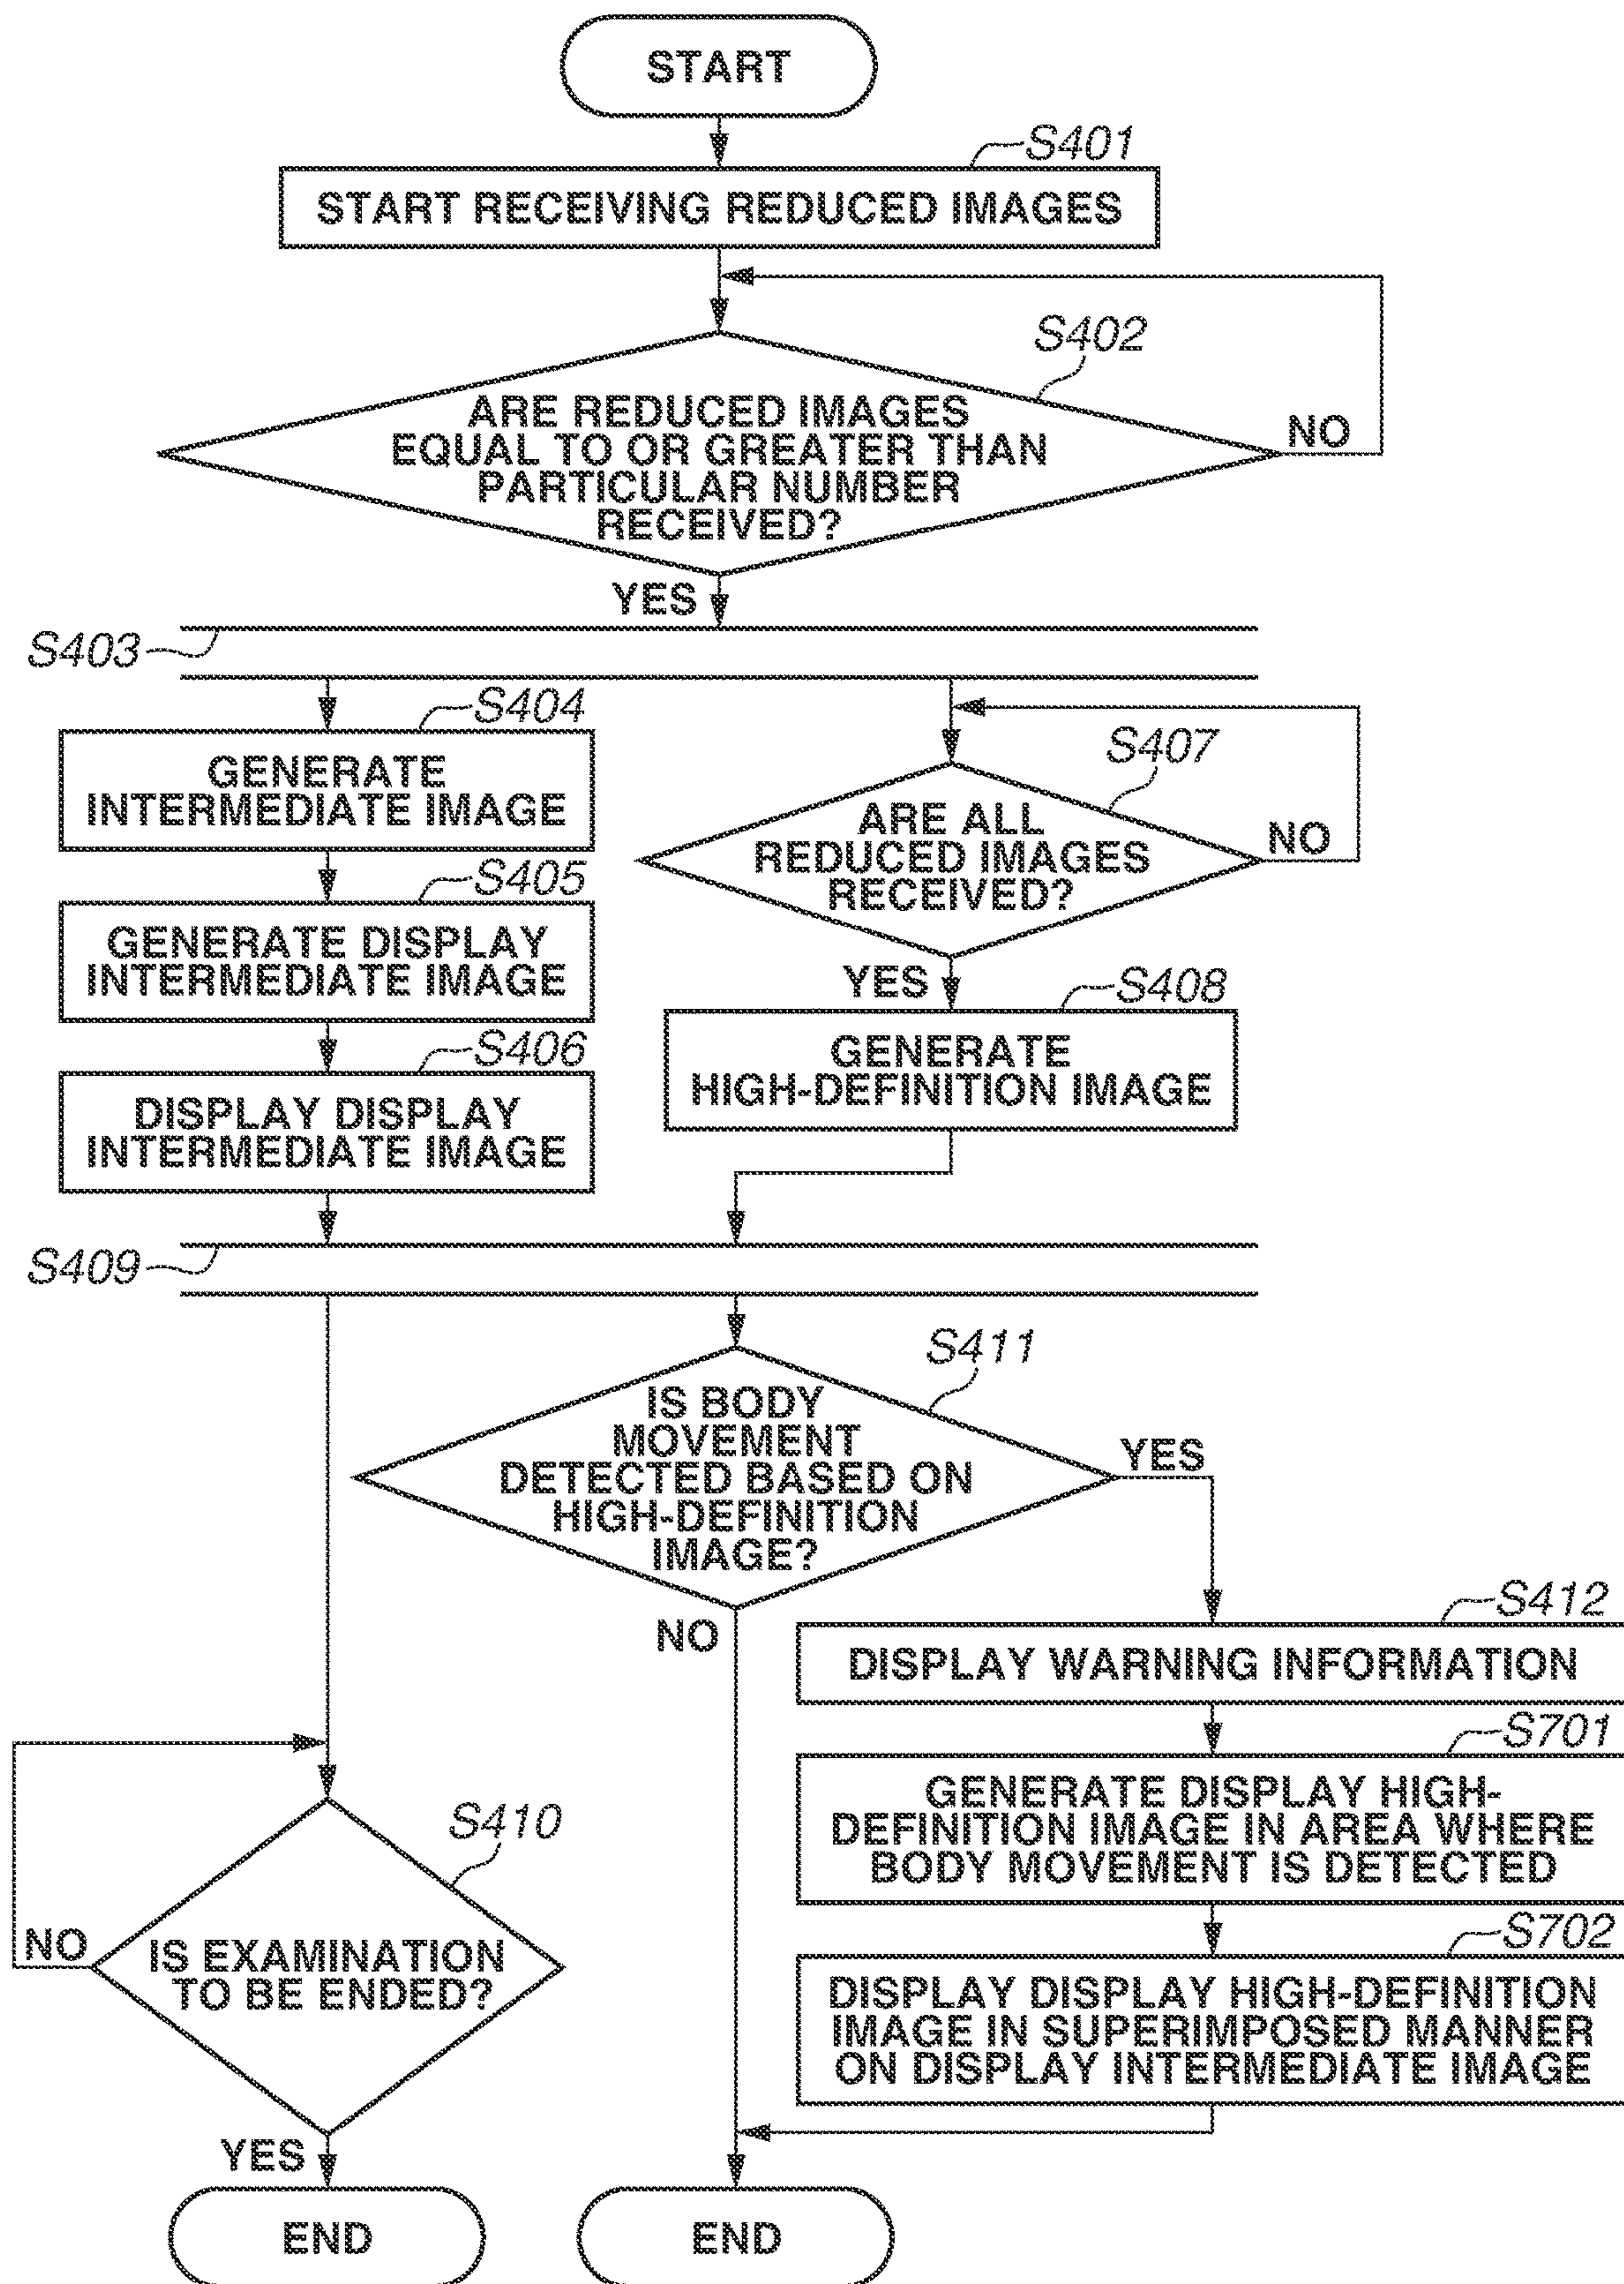 START
S401
START RECEIVING REDUCED IMAGES
S402
ARE REDUCED IMAGES
EQUAL TO OR GREATER THAN
PARTICULAR NUMBER
RECEIVED?
NO
YES
S403
S404
GENERATE
INTERMEDIATE IMAGE
S405
GENERATE DISPLAY
INTERMEDIATE IMAGE
S406
DISPLAY DISPLAY
INTERMEDIATE IMAGE
S407
ARE ALL
REDUCED IMAGES
RECEIVED?
NO
YES
S408
GENERATE
HIGH-DEFINITION IMAGE
S409
S411
IS BODY
MOVEMENT
DETECTED BASED ON
HIGH-DEFINITION
IMAGE?
YES
NO
S412
DISPLAY WARNING INFORMATION
S701
GENERATE DISPLAY HIGH-
DEFINITION IMAGE IN AREA WHERE
BODY MOVEMENT IS DETECTED
S702
DISPLAY DISPLAY HIGH-DEFINITION
IMAGE IN SUPERIMPOSED MANNER
ON DISPLAY INTERMEDIATE IMAGE
S410
IS EXAMINATION
TO BE ENDED?
NO
YES
END
END